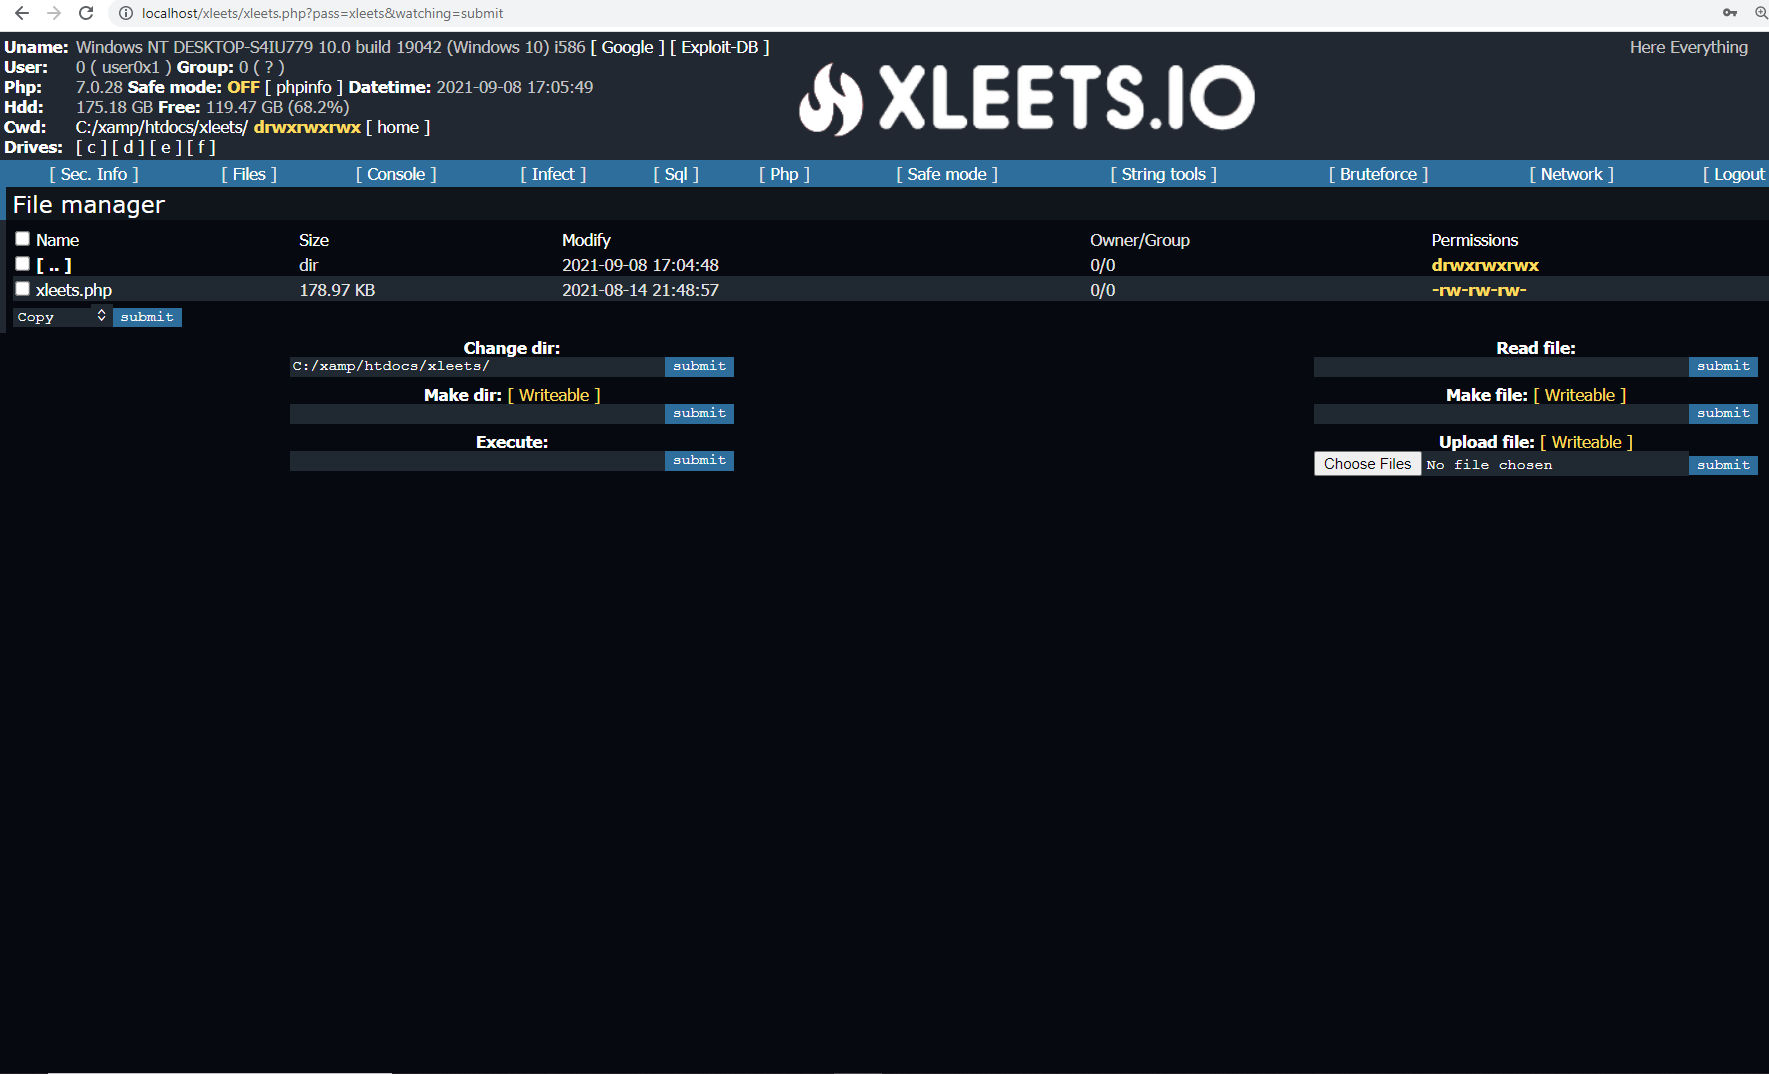 localhost/xleets/xleets.php?pass=xleets&watching=submit
Uname: Windows NT DESKTOP-S4IU779 10.0 build 19042 (Windows 10) i586 [ Google ] [ Exploit-DB ]
Here Everything
User: 0 ( user0x1 ) Group: 0 ( ? )
Php: 7.0.28 Safe mode: OFF [ phpinfo ] Datetime: 2021-09-08 17:05:49
Hdd: 175.18 GB Free: 119.47 GB (68.2%)
Cwd: C:/xamp/htdocs/xleets/ drwxrwxrwx [ home ]
Drives: [ c ] [ d ] [ e ] [ f ]
XLEETS.IO
[ Sec. Info ] [ Files ] [ Console ] [ Infect ] [ Sql ] [ Php ] [ Safe mode ] [ String tools ] [ Bruteforce ] [ Network ] [ Logout
File manager
Name Size Modify Owner/Group Permissions
[ .. ] dir 2021-09-08 17:04:48 0/0 drwxrwxrwx
xleets.php 178.97 KB 2021-08-14 21:48:57 0/0 -rw-rw-rw-
Copy submit
Change dir:
C:/xamp/htdocs/xleets/ submit
Make dir: [ Writeable ]
submit
Execute:
submit
Read file:
submit
Make file: [ Writeable ]
submit
Upload file: [ Writeable ]
Choose Files No file chosen submit